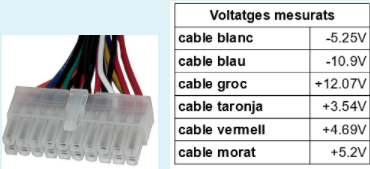 Voltatges mesurats
cable blanc -5.25V
cable blau -10.9V
cable groc +12.07V
cable taronja +3.54V
cable vermell +4.69V
cable morat +5.2V